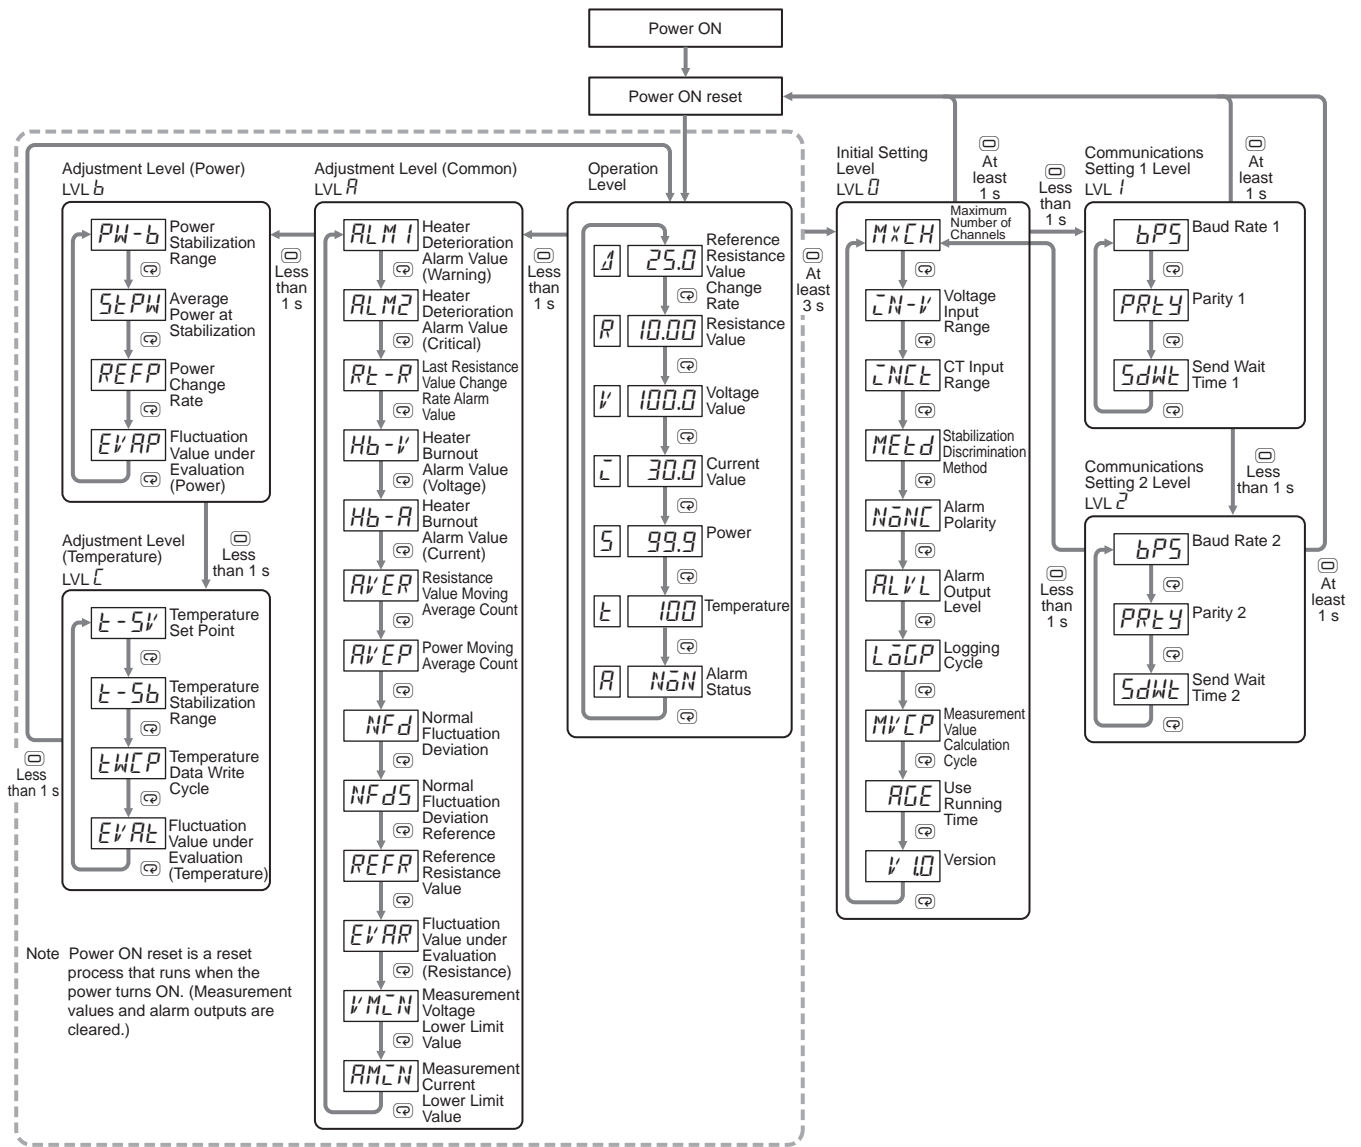 Power ON
Power ON reset
Adjustment Level (Power)
LVL b
PW-b
Power
Stabilization
Range
StPW
Average
Power at
Stabilization
REFP
Power
Change
Rate
EVAP
Fluctuation
Value under
Evaluation
(Power)
Less
than 1 s
Adjustment Level
(Temperature)
LVL C
t-SV
Temperature
Set Point
t-Sb
Temperature
Stabilization
Range
tWCP
Temperature
Data Write
Cycle
EVAt
Fluctuation
Value under
Evaluation
(Temperature)
Less
than 1 s
Less
than
1 s
Adjustment Level (Common)
LVL A
ALM1
Heater
Deterioration
Alarm Value
(Warning)
ALM2
Heater
Deterioration
Alarm Value
(Critical)
Rt-R
Last Resistance
Value Change
Rate Alarm
Value
Hb-V
Heater
Burnout
Alarm Value
(Voltage)
Hb-A
Heater
Burnout
Alarm Value
(Current)
AVER
Resistance
Value Moving
Average Count
AVEP
Power Moving
Average Count
NFd
Normal
Fluctuation
Deviation
NFdS
Normal
Fluctuation
Deviation
Reference
REFR
Reference
Resistance
Value
EVAR
Fluctuation
Value under
Evaluation
(Resistance)
VMIN
Measurement
Voltage
Lower Limit
Value
AMIN
Measurement
Current
Lower Limit
Value
Less
than
1 s
Operation
Level
Δ 25.0
Reference
Resistance
Value
Change
Rate
R 10.00
Resistance
Value
V 100.0
Voltage
Value
I 30.0
Current
Value
S 99.9
Power
t 100
Temperature
A NON
Alarm
Status
At
least
3 s
Initial Setting
Level
LVL 0
MXCH
Maximum
Number of
Channels
IN-V
Voltage
Input
Range
INCt
CT Input
Range
MEtd
Stabilization
Discrimination
Method
NONC
Alarm
Polarity
ALVL
Alarm
Output
Level
LOGP
Logging
Cycle
MVCP
Measurement
Value
Calculation
Cycle
AGE
Use
Running
Time
V 1.0
Version
At
least
1 s
Less
than
1 s
Communications
Setting 1 Level
LVL 1
bPS
Baud Rate 1
PRtY
Parity 1
SdWt
Send Wait
Time 1
At
least
1 s
Less
than 1 s
Communications
Setting 2 Level
LVL 2
bPS
Baud Rate 2
PRtY
Parity 2
SdWt
Send Wait
Time 2
Less
than
1 s
At
least
1 s
Note Power ON reset is a reset
process that runs when the
power turns ON. (Measurement
values and alarm outputs are
cleared.)